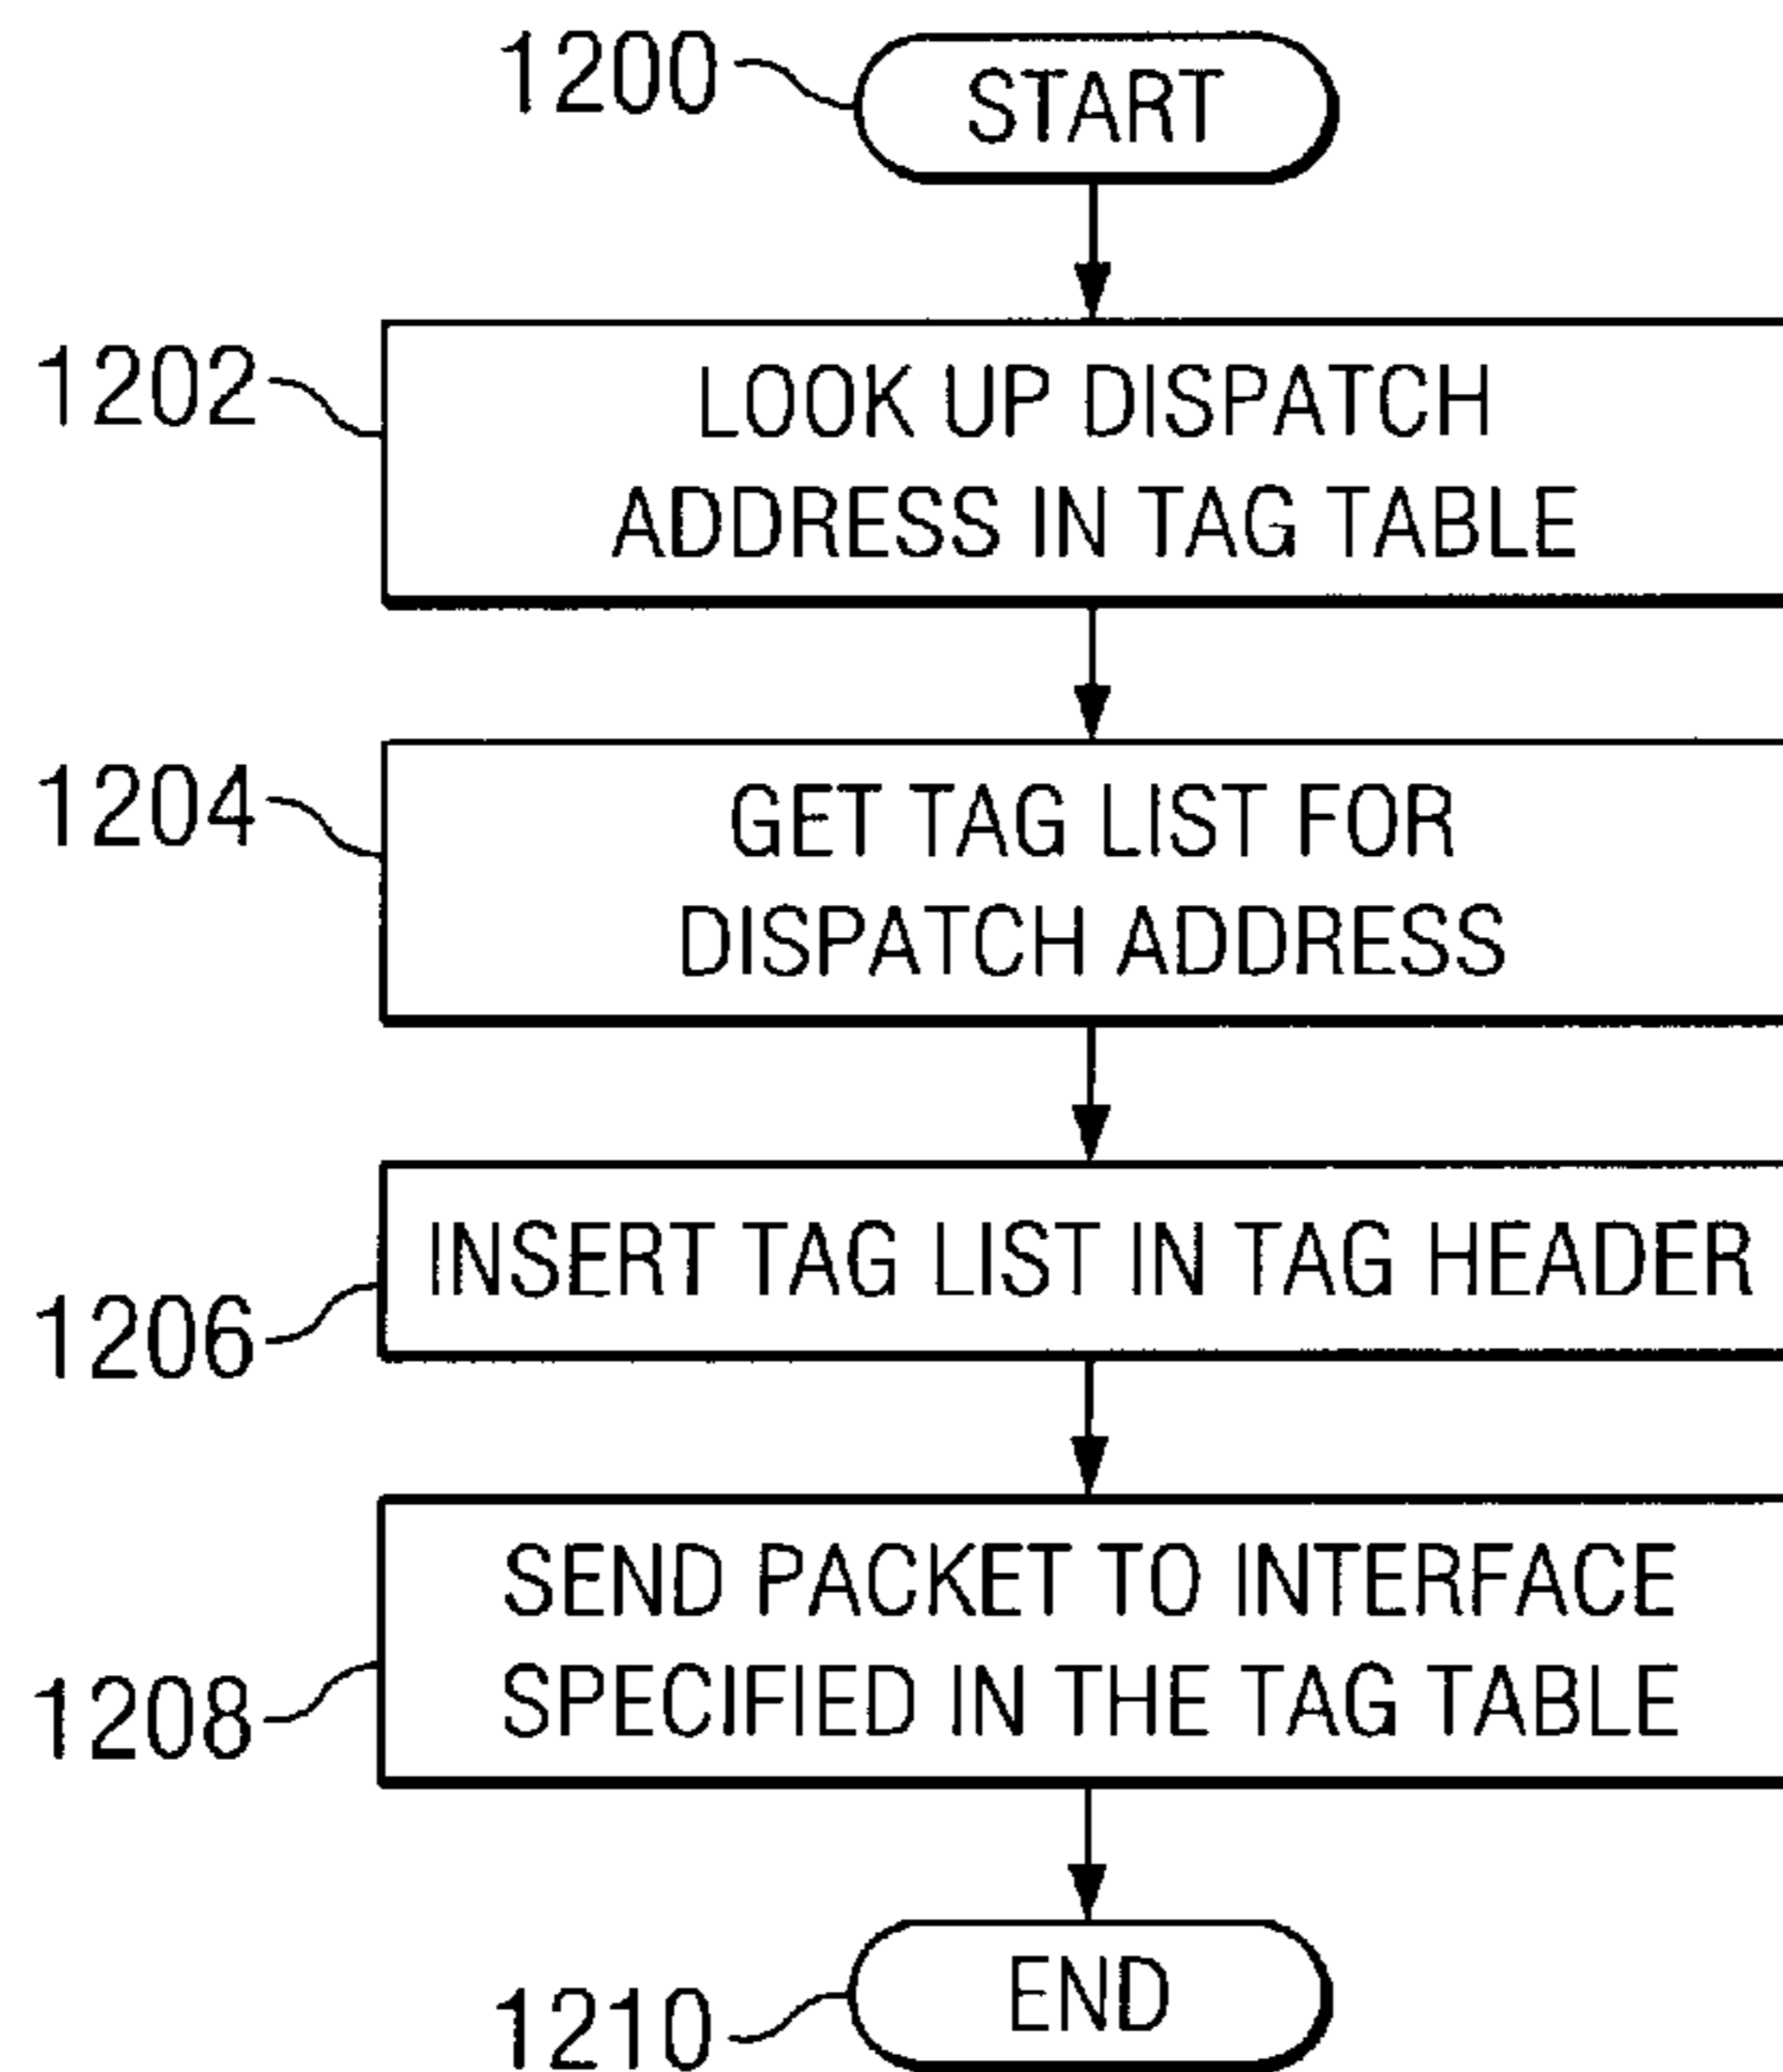 1200
START
1202
LOOK UP DISPATCH
ADDRESS IN TAG TABLE
1204
GET TAG LIST FOR
DISPATCH ADDRESS
INSERT TAG LIST IN TAG HEADER
1206
SEND PACKET TO INTERFACE
SPECIFIED IN THE TAG TABLE
1208
END
1210